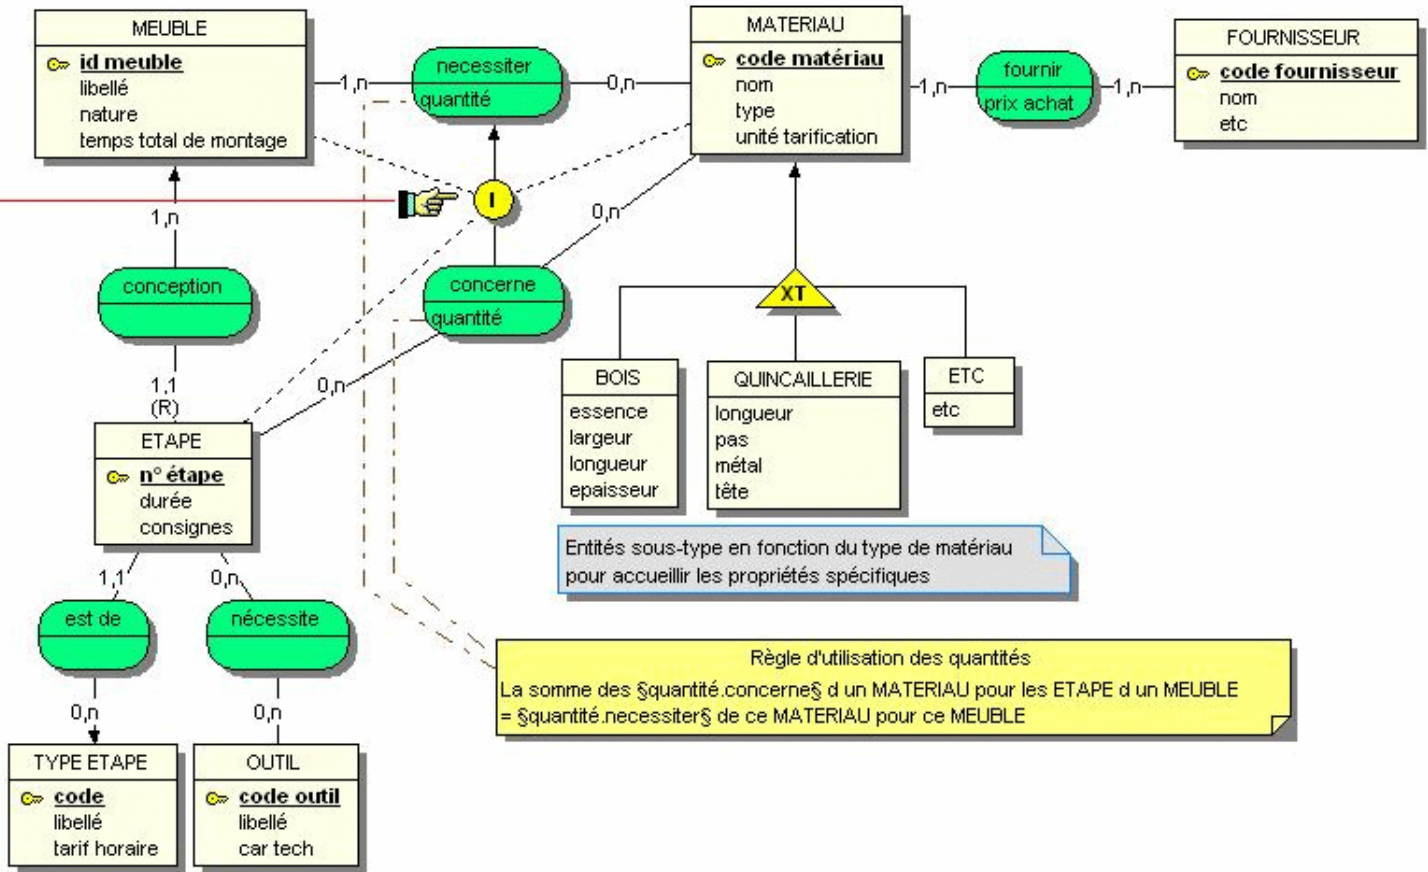 MEUBLE
id meuble
libellé
nature
temps total de montage
1,n
necessiter
quantité
0,n
MATERIAU
code matériau
nom
type
unité tarification
1,n
fournir
prix achat
1,n
FOURNISSEUR
code fournisseur
nom
etc
I
1,n
0,n
conception
concerne
quantité
XT
1,1
(R)
0,n
BOIS
essence
largeur
longueur
epaisseur
QUINCAILLERIE
longueur
pas
métal
tête
ETC
etc
ETAPE
n° étape
durée
consignes
Entités sous-type en fonction du type de matériau
pour accueillir les propriétés spécifiques
1,1
0,n
est de
nécessite
Règle d'utilisation des quantités
La somme des §quantité.concerne§ d un MATERIAU pour les ETAPE d un MEUBLE
= §quantité.necessiter§ de ce MATERIAU pour ce MEUBLE
0,n
0,n
TYPE ETAPE
code
libellé
tarif horaire
OUTIL
code outil
libellé
car tech